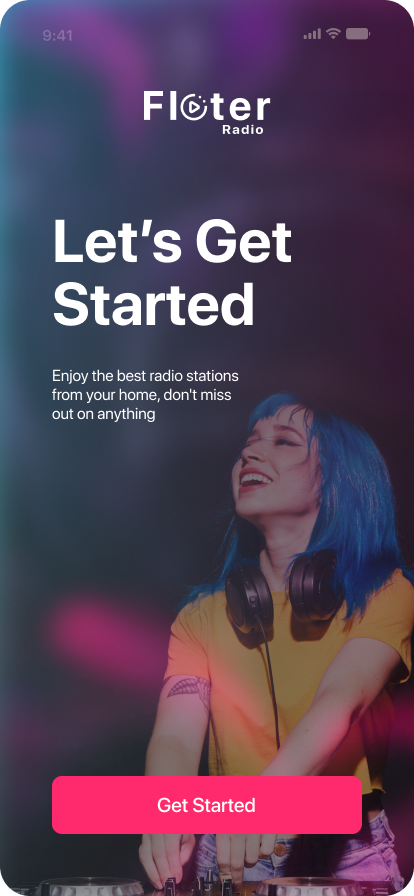 9:41
Floter
Radio
Let’s Get
Started
Enjoy the best radio stations
from your home, don't miss
out on anything
Get Started